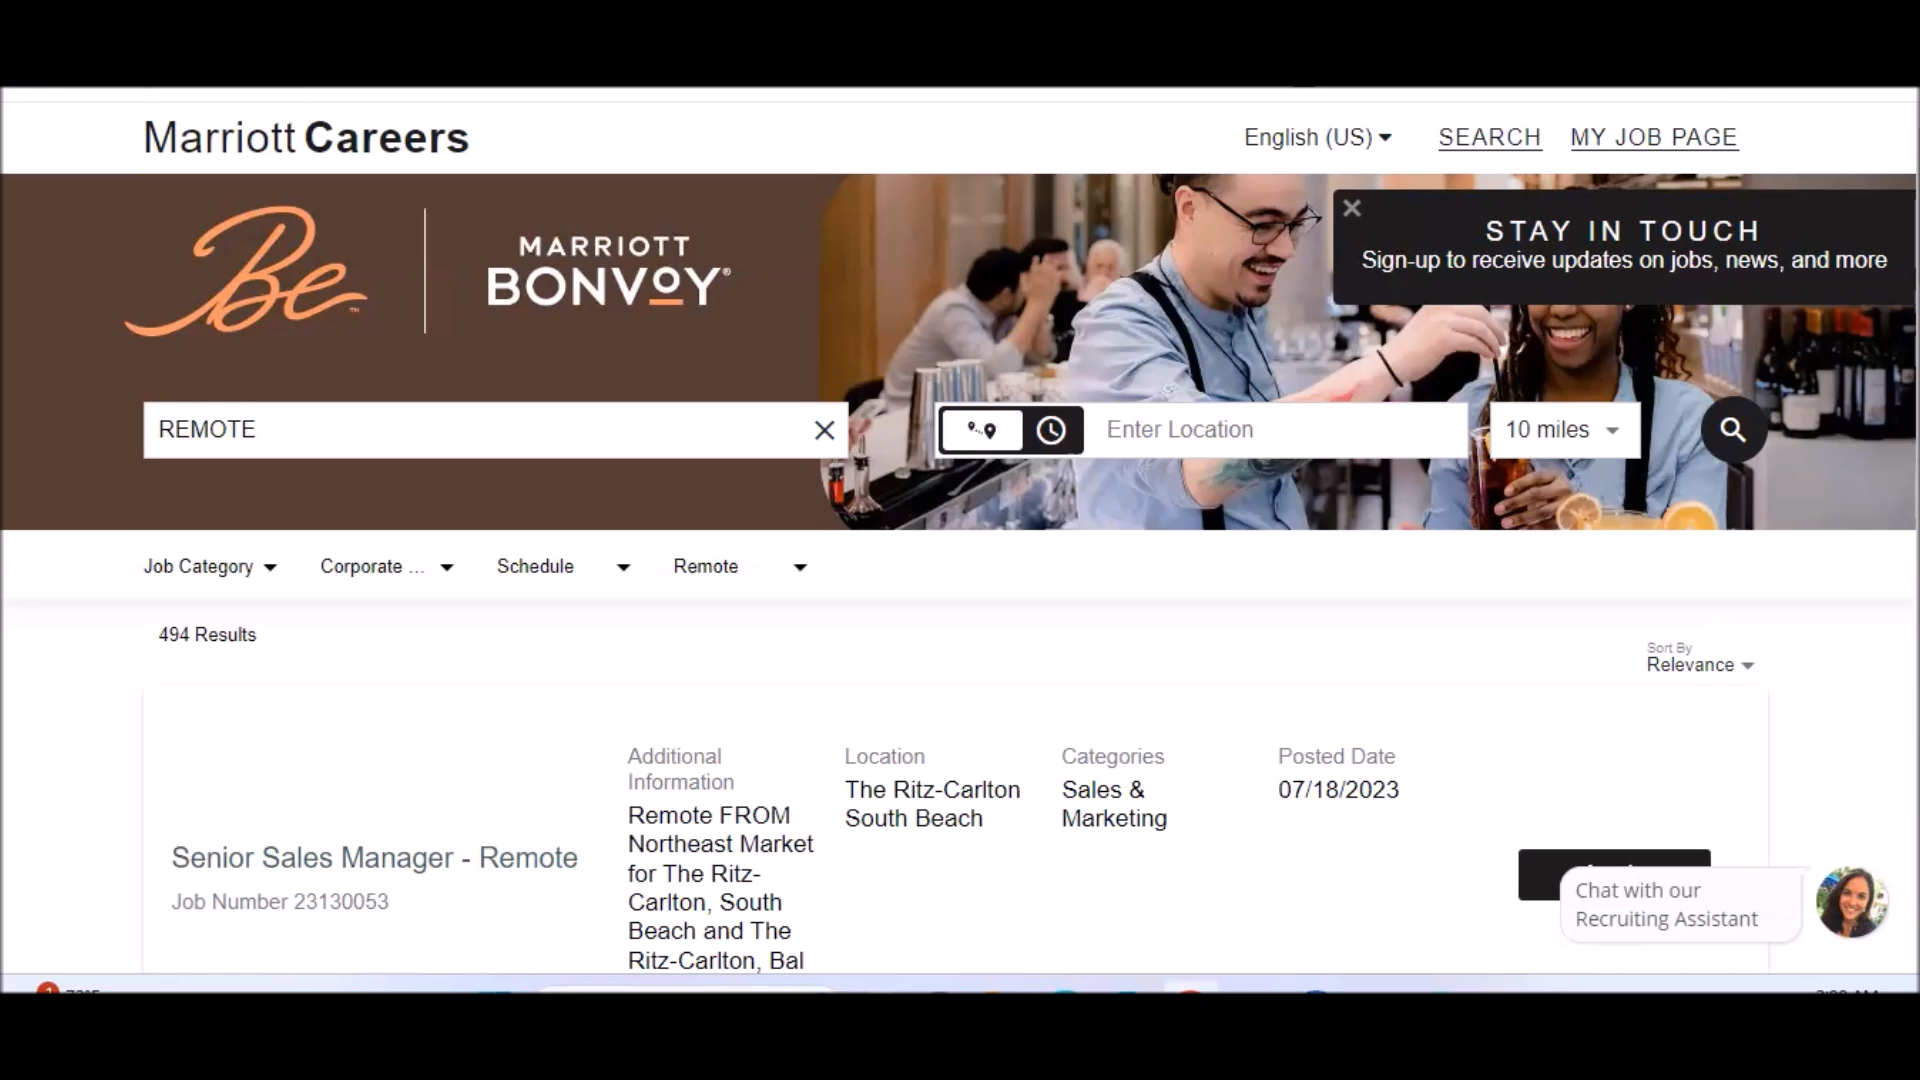 Marriott Careers
English (US)
SEARCH
MY JOB PAGE
Be™
MARRIOTT
BONVOY®
STAY IN TOUCH
Sign-up to receive updates on jobs, news, and more
REMOTE
Enter Location
10 miles
Job Category
Corporate ...
Schedule
Remote
494 Results
Sort By
Relevance
Senior Sales Manager - Remote
Job Number 23130053
Additional
Information
Remote FROM
Northeast Market
for The Ritz-
Carlton, South
Beach and The
Ritz-Carlton, Bal
Location
The Ritz-Carlton
South Beach
Categories
Sales &
Marketing
Posted Date
07/18/2023
Chat with our
Recruiting Assistant